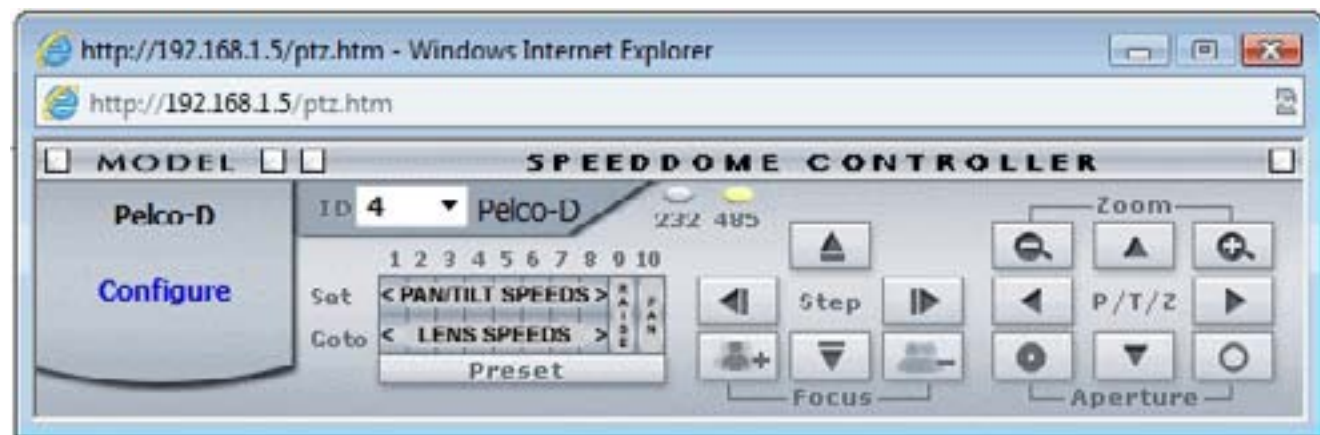 http://192.168.1.5/ptz.htm - Windows Internet Explorer
http://192.168.1.5/ptz.htm
MODEL
SPEEDDOME CONTROLLER
Pelco-D
Configure
ID 4 Pelco-D
232 485
1 2 3 4 5 6 7 8 9 10
Set < PAN/TILT SPEEDS >
Goto < LENS SPEEDS >
RAISE
PAN
Preset
Step
Focus
Zoom
P/T/Z
Aperture